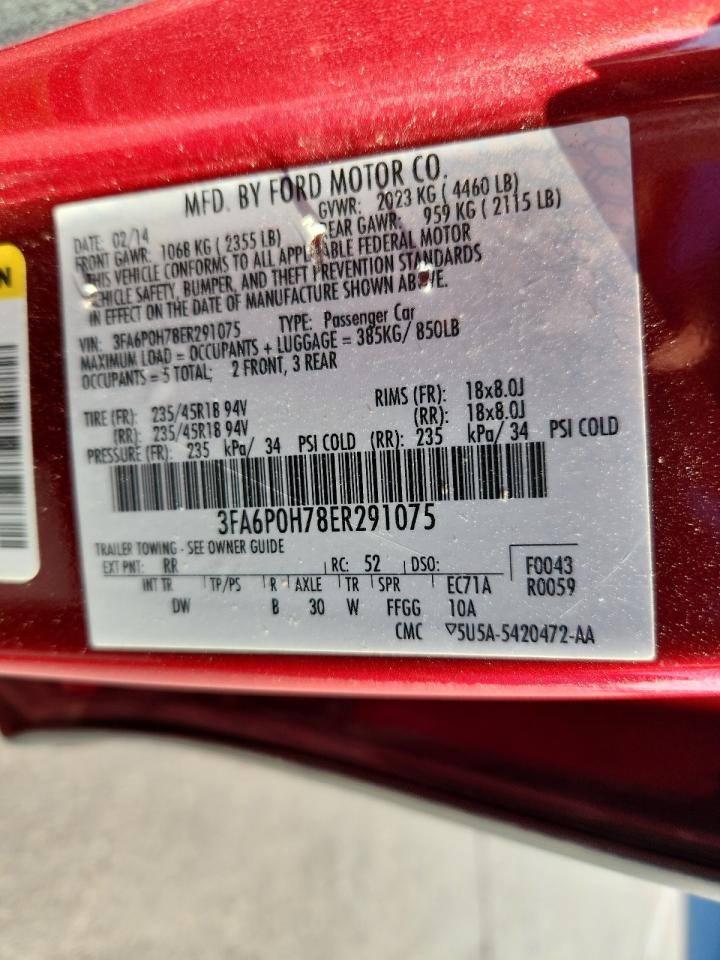 MFD. BY FORD MOTOR CO.
DATE: 02/14 GVWR: 2023 KG ( 4460 LB)
FRONT GAWR: 1068 KG ( 2355 LB) REAR GAWR: 959 KG ( 2115 LB)
THIS VEHICLE CONFORMS TO ALL APPLICABLE FEDERAL MOTOR
VEHICLE SAFETY, BUMPER, AND THEFT PREVENTION STANDARDS
IN EFFECT ON THE DATE OF MANUFACTURE SHOWN ABOVE.
VIN: 3FA6P0H78ER291075 TYPE: Passenger Car
MAXIMUM LOAD = OCCUPANTS + LUGGAGE = 385KG/ 850LB
OCCUPANTS = 5 TOTAL; 2 FRONT, 3 REAR
TIRE (FR): 235/45R18 94V RIMS (FR): 18x8.0J
(RR): 235/45R18 94V (RR): 18x8.0J
PRESSURE (FR): 235 kPa/ 34 PSI COLD (RR): 235 kPa/ 34 PSI COLD
3FA6P0H78ER291075
TRAILER TOWING - SEE OWNER GUIDE
EXT PNT: RR RC: 52 DSO: F0043
INT TR TP/PS R AXLE TR SPR EC71A R0059
DW B 30 W FFGG 10A
CMC ▽5U5A-5420472-AA
N